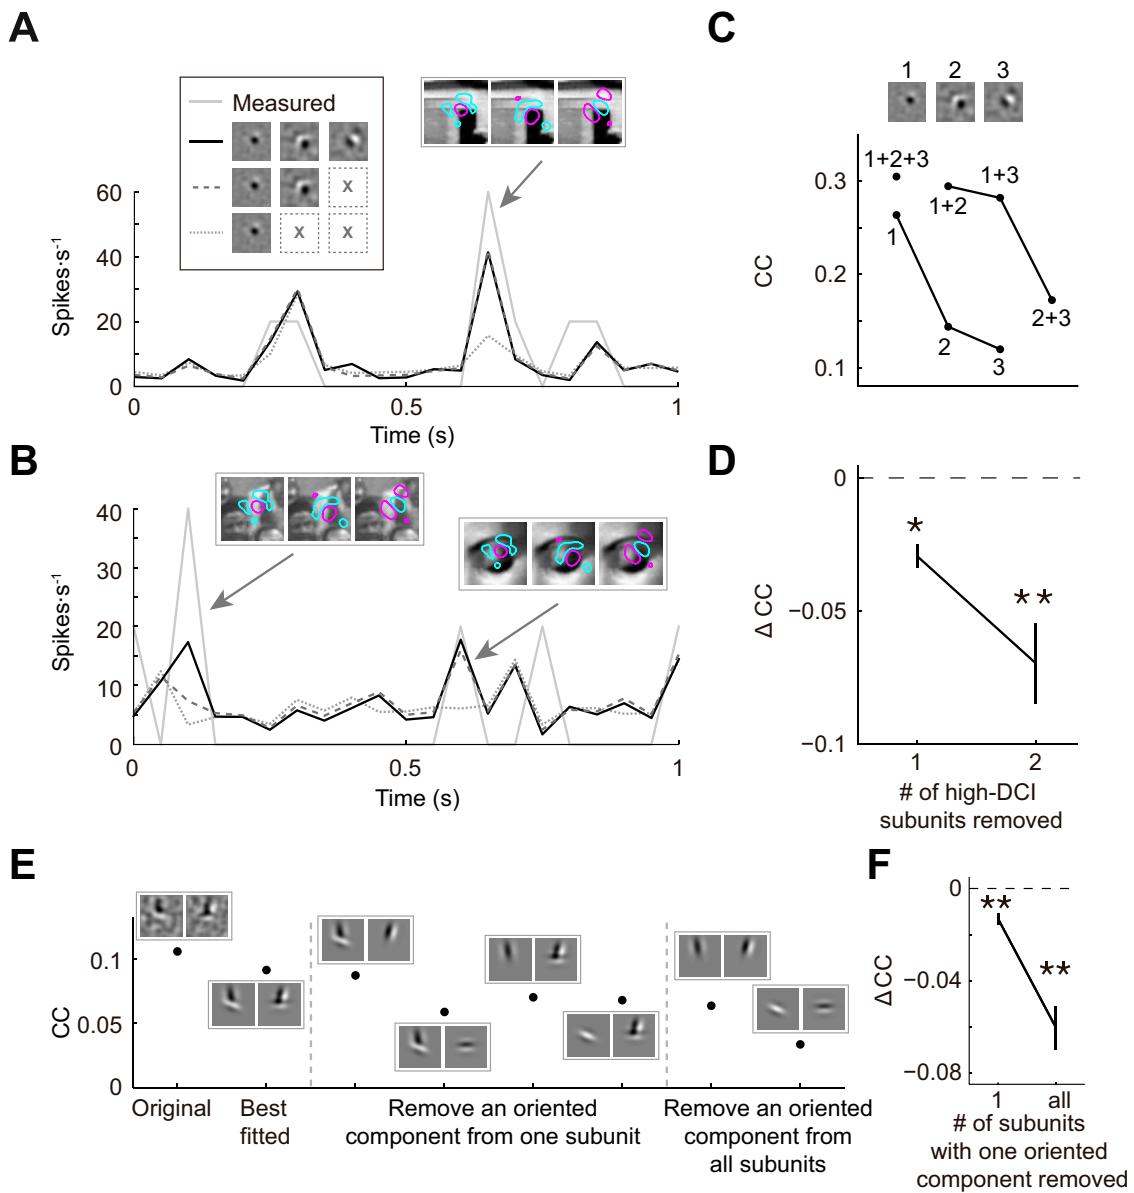 A
Measured
X
X
X
60
40
20
0
Spikes·s-1
0
0.5
1
Time (s)
B
40
30
20
10
0
Spikes·s-1
0
0.5
1
Time (s)
C
1 2 3
0.3
0.2
0.1
CC
1+2+3
1
1+2
1+3
2
3
2+3
D
0
−0.05
−0.1
Δ CC
*
**
1 2
# of high-DCI
subunits removed
E
0.1
0.05
0
CC
Original
Best
fitted
Remove an oriented
component from one subunit
Remove an oriented
component from
all subunits
F
0
−0.04
−0.08
ΔCC
**
**
1 all
# of subunits
with one oriented
component removed